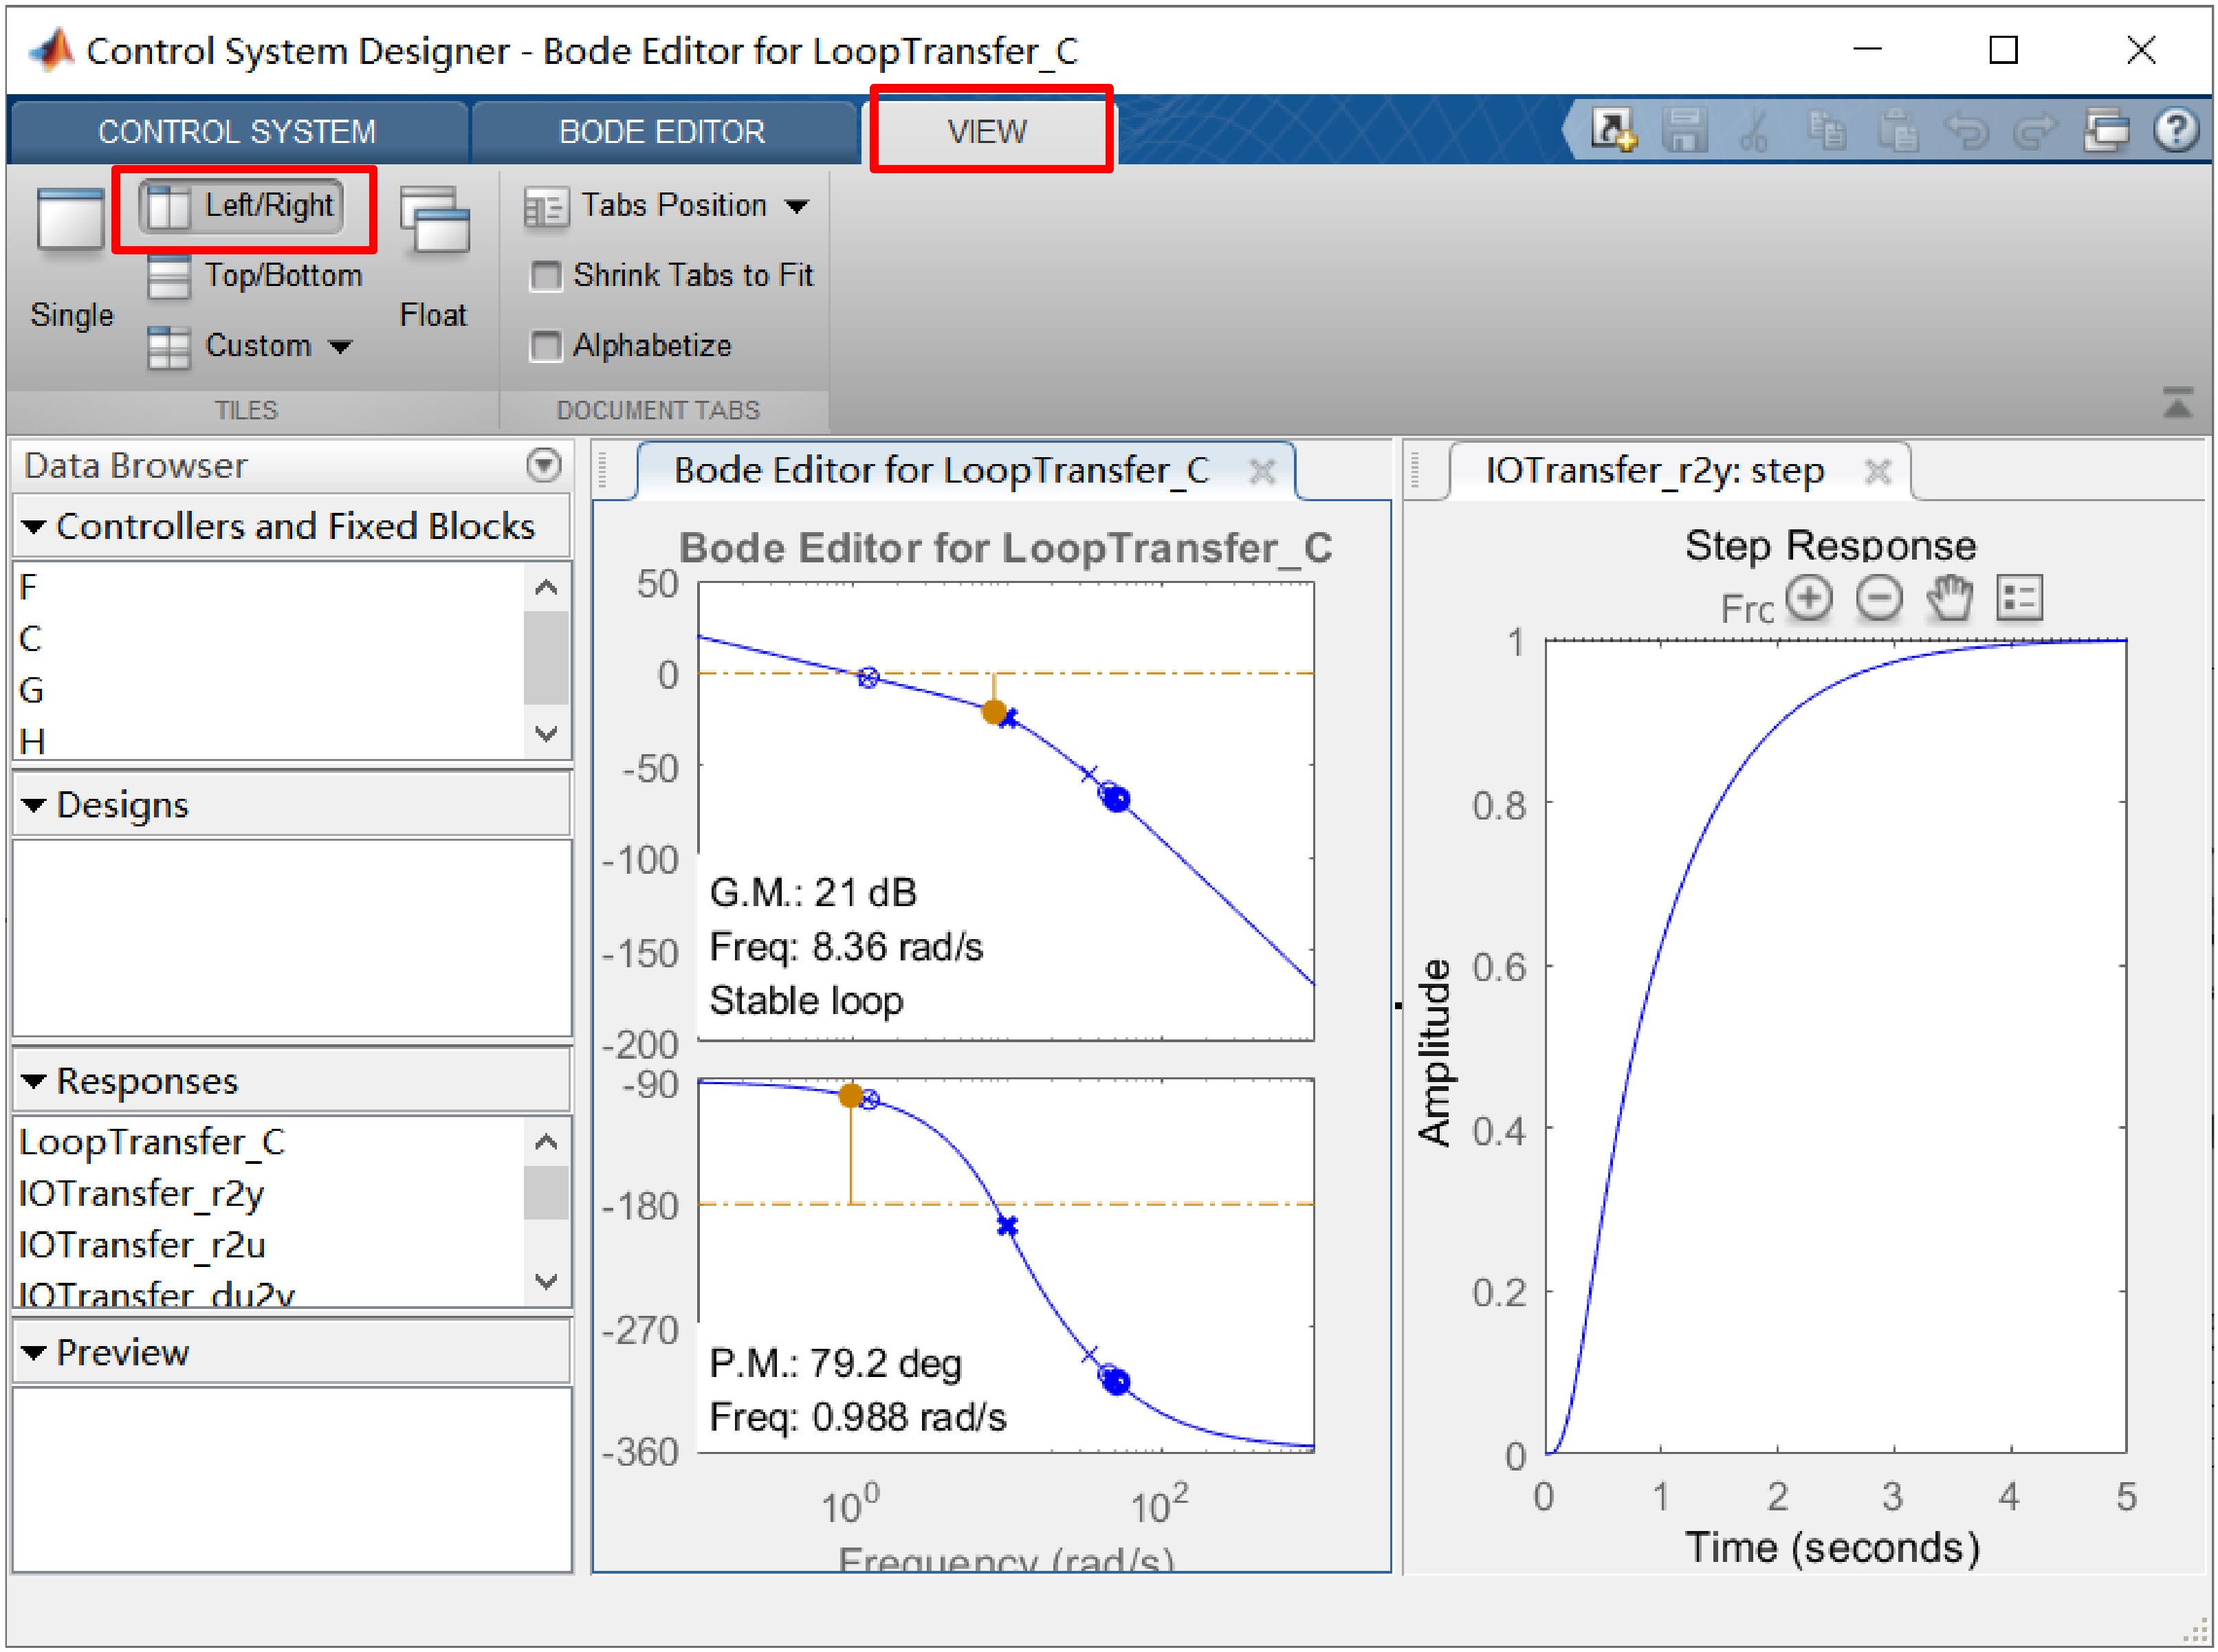 Control System Designer - Bode Editor for LoopTransfer_C
CONTROL SYSTEM
BODE EDITOR
VIEW
Single
Left/Right
Top/Bottom
Custom
Float
TILES
Tabs Position
Shrink Tabs to Fit
Alphabetize
DOCUMENT TABS
Data Browser
Controllers and Fixed Blocks
F
C
G
H
Designs
Responses
LoopTransfer_C
IOTransfer_r2y
IOTransfer_r2u
IOTransfer_du2y
Preview
Bode Editor for LoopTransfer_C
Bode Editor for LoopTransfer_C
50
0
-50
-100
-150
-200
G.M.: 21 dB
Freq: 8.36 rad/s
Stable loop
-90
-180
-270
-360
P.M.: 79.2 deg
Freq: 0.988 rad/s
10^0
10^2
Frequency (rad/s)
IOTransfer_r2y: step
Step Response
Frc
Amplitude
1
0.8
0.6
0.4
0.2
0
0 1 2 3 4 5
Time (seconds)